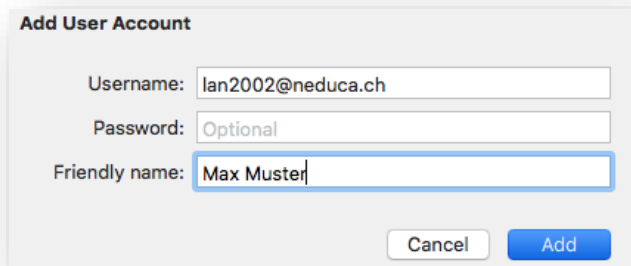 Add User Account
Username: lan2002@neduca.ch
Password: Optional
Friendly name: Max Muster
Cancel Add